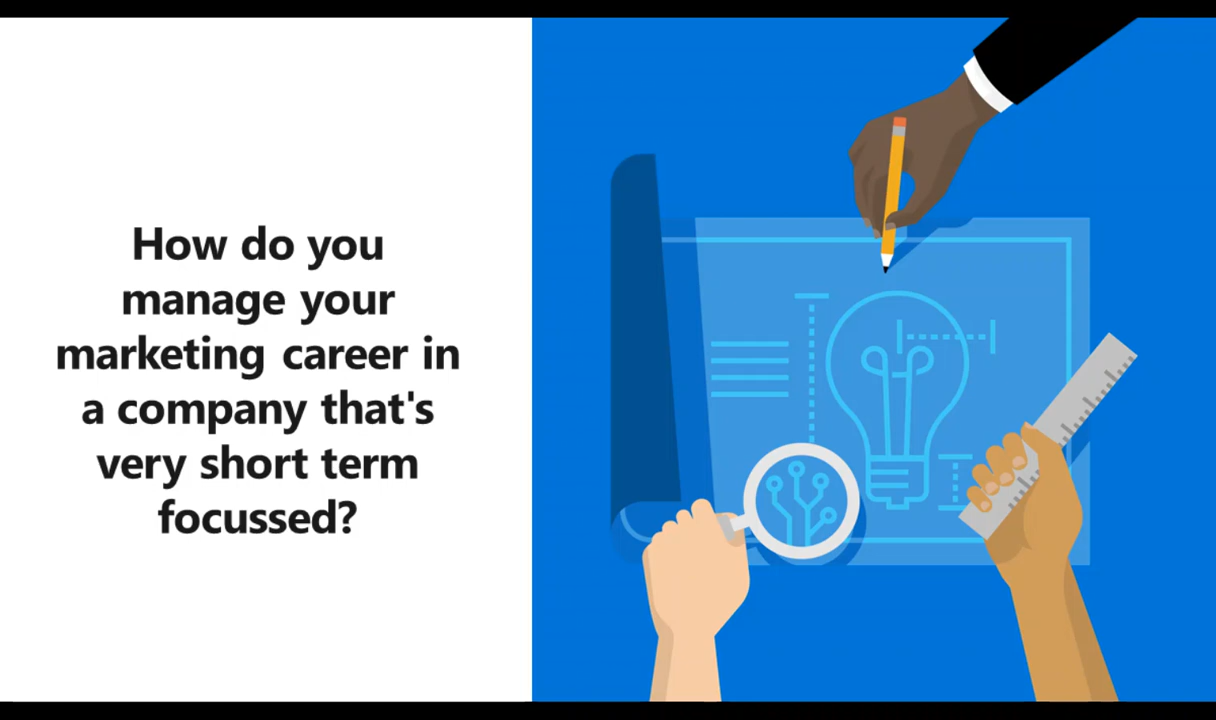 How do you
manage your
marketing career in
a company that's
very short term
focussed?